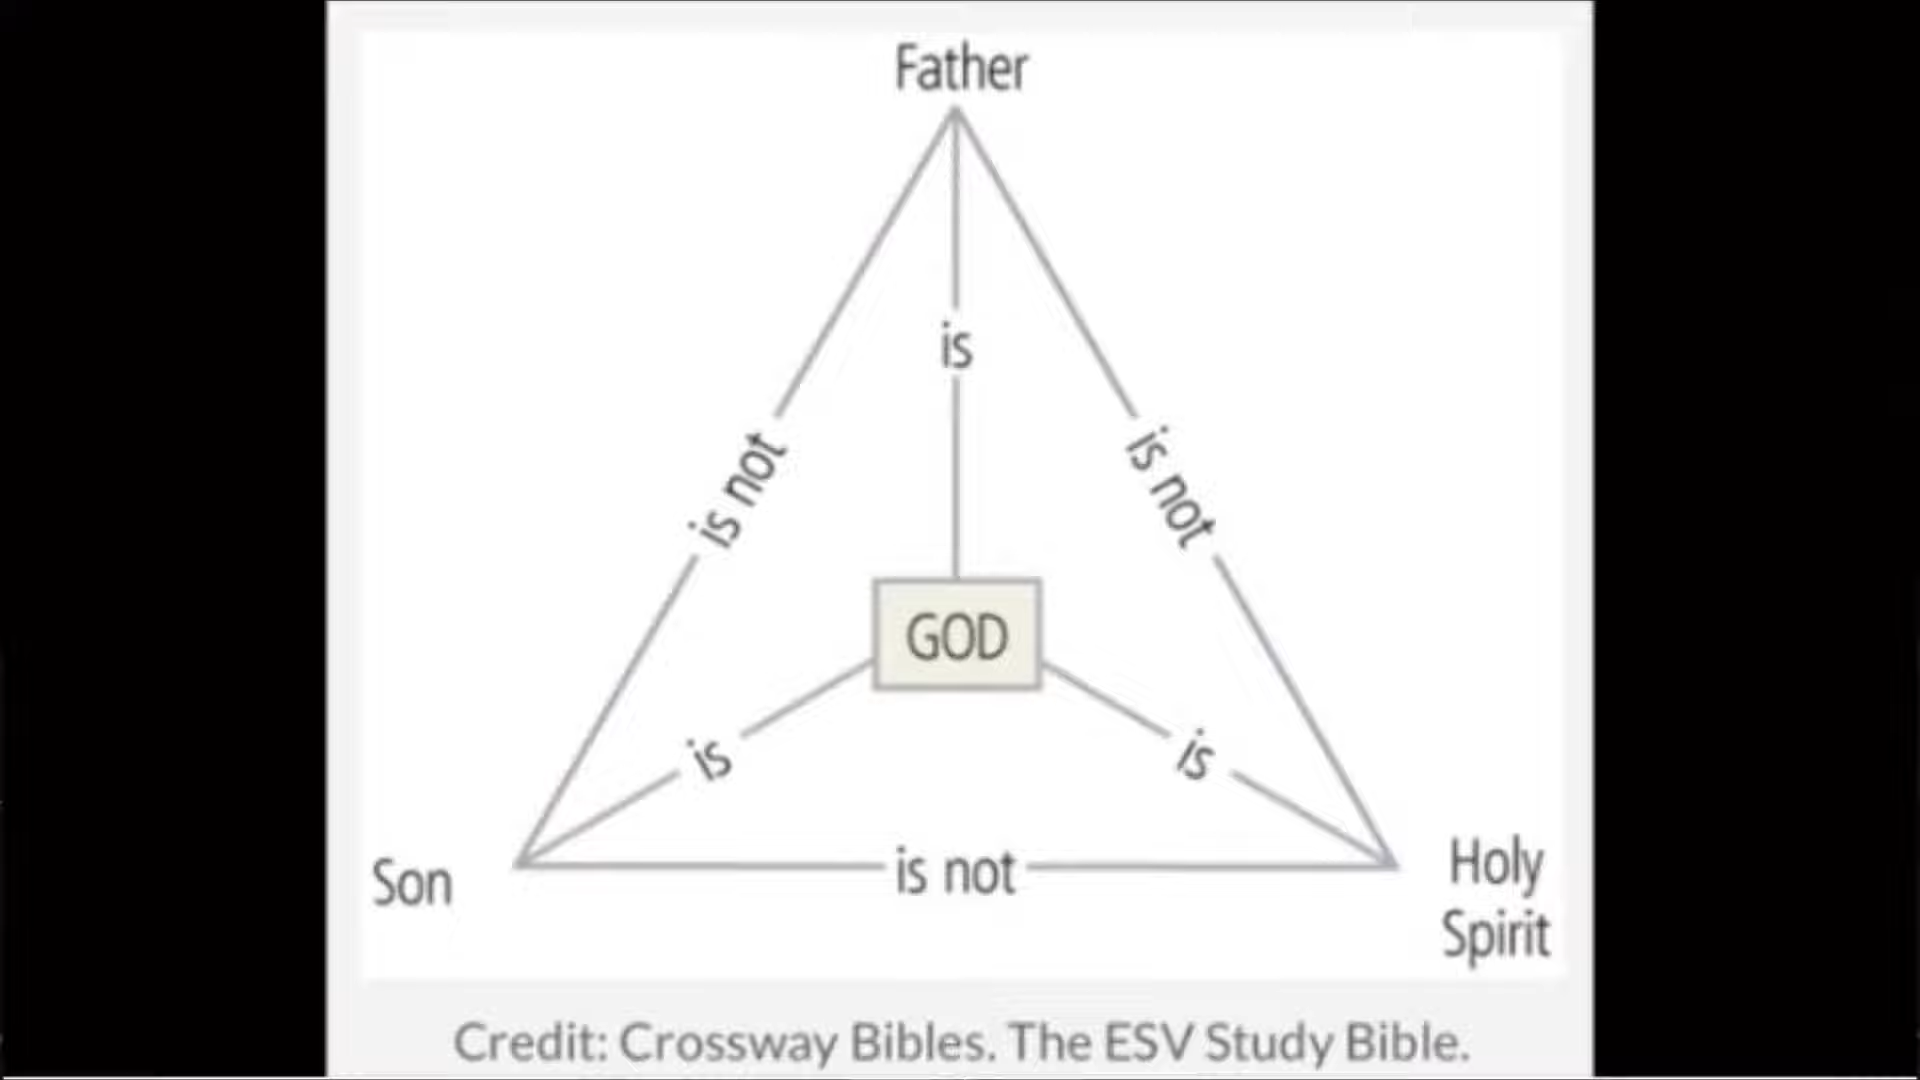 Father
is
is not
is not
GOD
is
is
Son
is not
Holy
Spirit
Credit: Crossway Bibles. The ESV Study Bible.